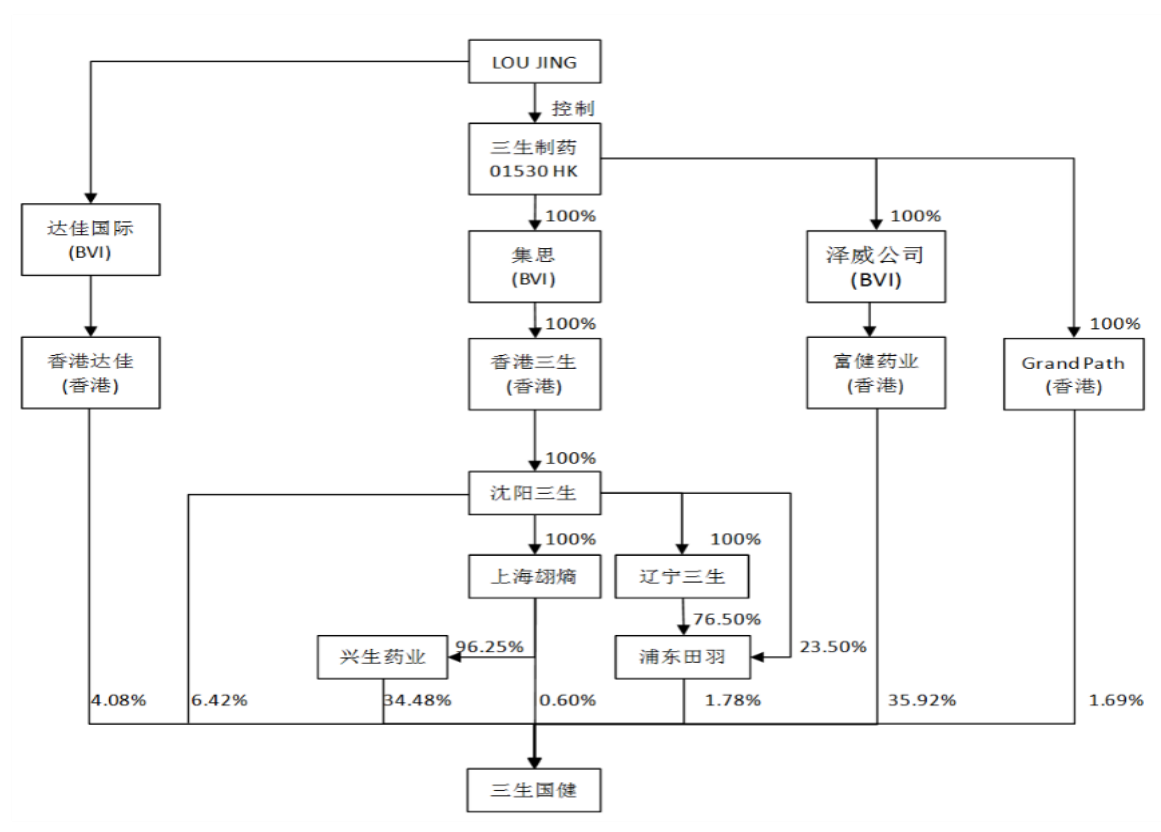 LOU JING
控制
三生制药
01530 HK
100%
100%
达佳国际
(BVI)
集思
(BVI)
泽威公司
(BVI)
100%
100%
香港达佳
(香港)
香港三生
(香港)
富健药业
(香港)
Grand Path
(香港)
100%
沈阳三生
100%
100%
上海翃熵
辽宁三生
76.50%
96.25%
23.50%
兴生药业
浦东田羽
4.08%
6.42%
34.48%
0.60%
1.78%
35.92%
1.69%
三生国健